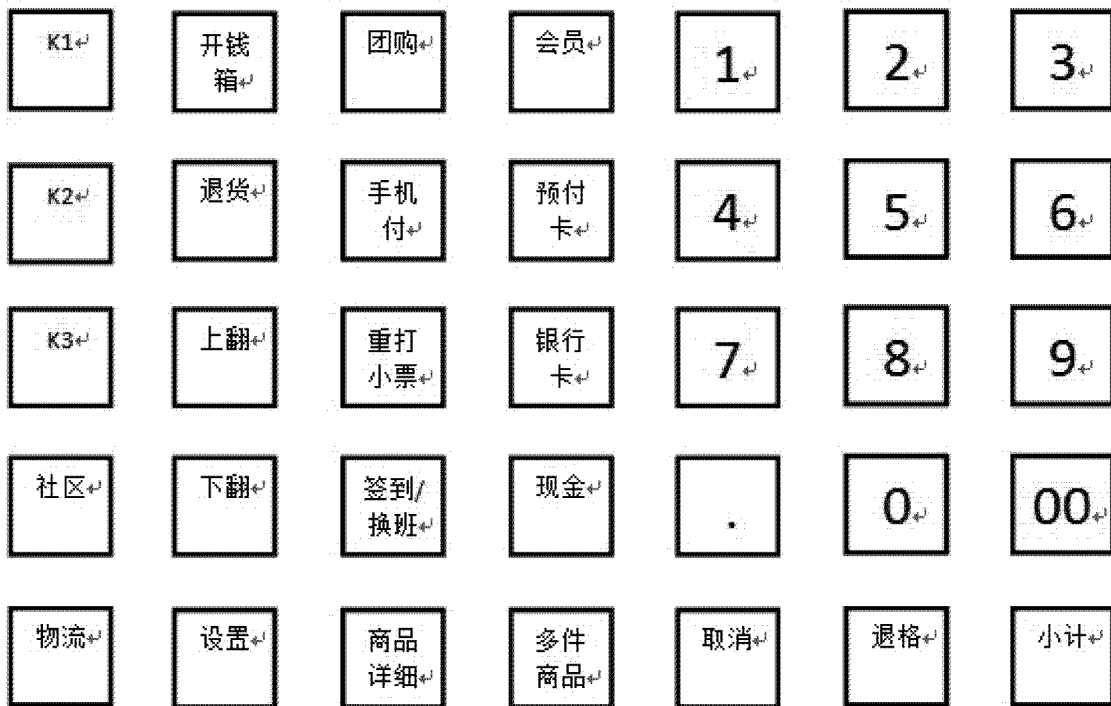 K1 开钱箱 团购 会员 1 2 3
K2 退货 手机付 预付卡 4 5 6
K3 上翻 重打小票 银行卡 7 8 9
社区 下翻 签到/换班 现金 . 0 00
物流 设置 商品详细 多件商品 取消 退格 小计